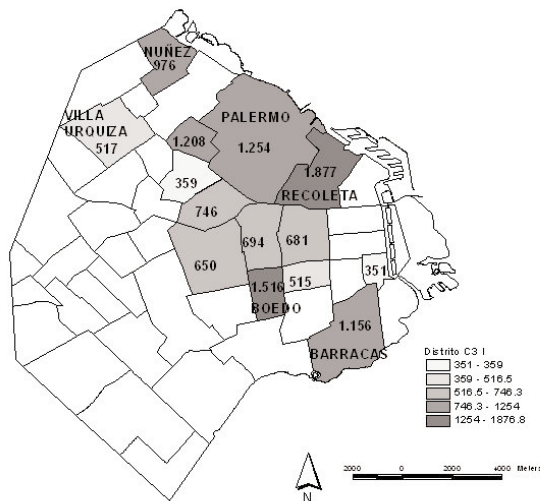 NUÑEZ
976
VILLA
URQUIZA
517
PALERMO
1.208
1.254
1.877
359
RECOLETA
746
694
681
650
1.516
515
351
BOEDO
1.156
BARRACAS
Distrito C3 I
351 - 359
359 - 516.5
516.5 - 746.3
746.3 - 1254
1254 - 1876.8
N
2000 0 2000 4000 Meters